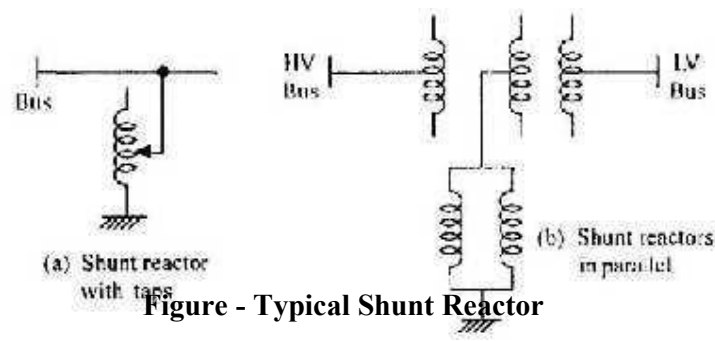 Bus
HV
Bus
LV
Bus
(a) Shunt reactor
with taps
(b) Shunt reactors
in parallel
Figure - Typical Shunt Reactor